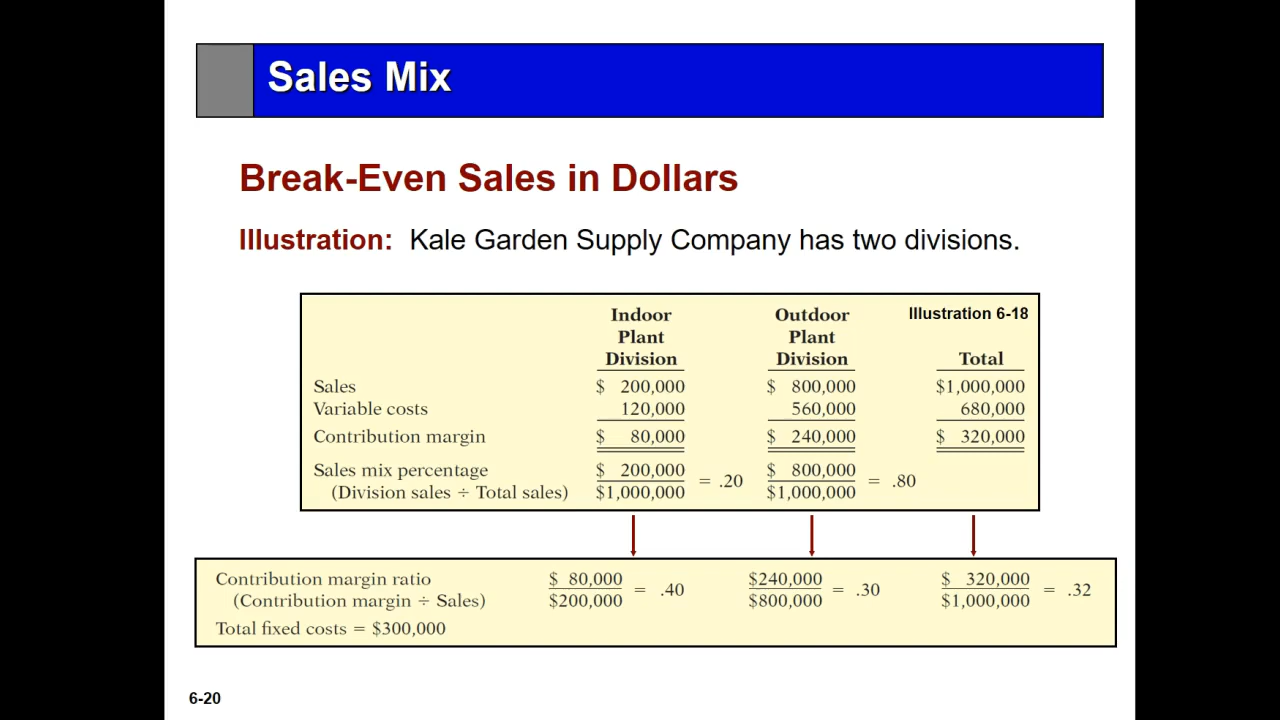 Sales Mix
Break-Even Sales in Dollars
Illustration: Kale Garden Supply Company has two divisions.
Indoor Plant Division
Outdoor Plant Division
Illustration 6-18
Total
Sales $ 200,000 $ 800,000 $1,000,000
Variable costs 120,000 560,000 680,000
Contribution margin $ 80,000 $ 240,000 $ 320,000
Sales mix percentage $ 200,000 $ 800,000
= .20 = .80
(Division sales ÷ Total sales) $1,000,000 $1,000,000
Contribution margin ratio $ 80,000 $240,000 $ 320,000
= .40 = .30 = .32
(Contribution margin ÷ Sales) $200,000 $800,000 $1,000,000
Total fixed costs = $300,000
6-20